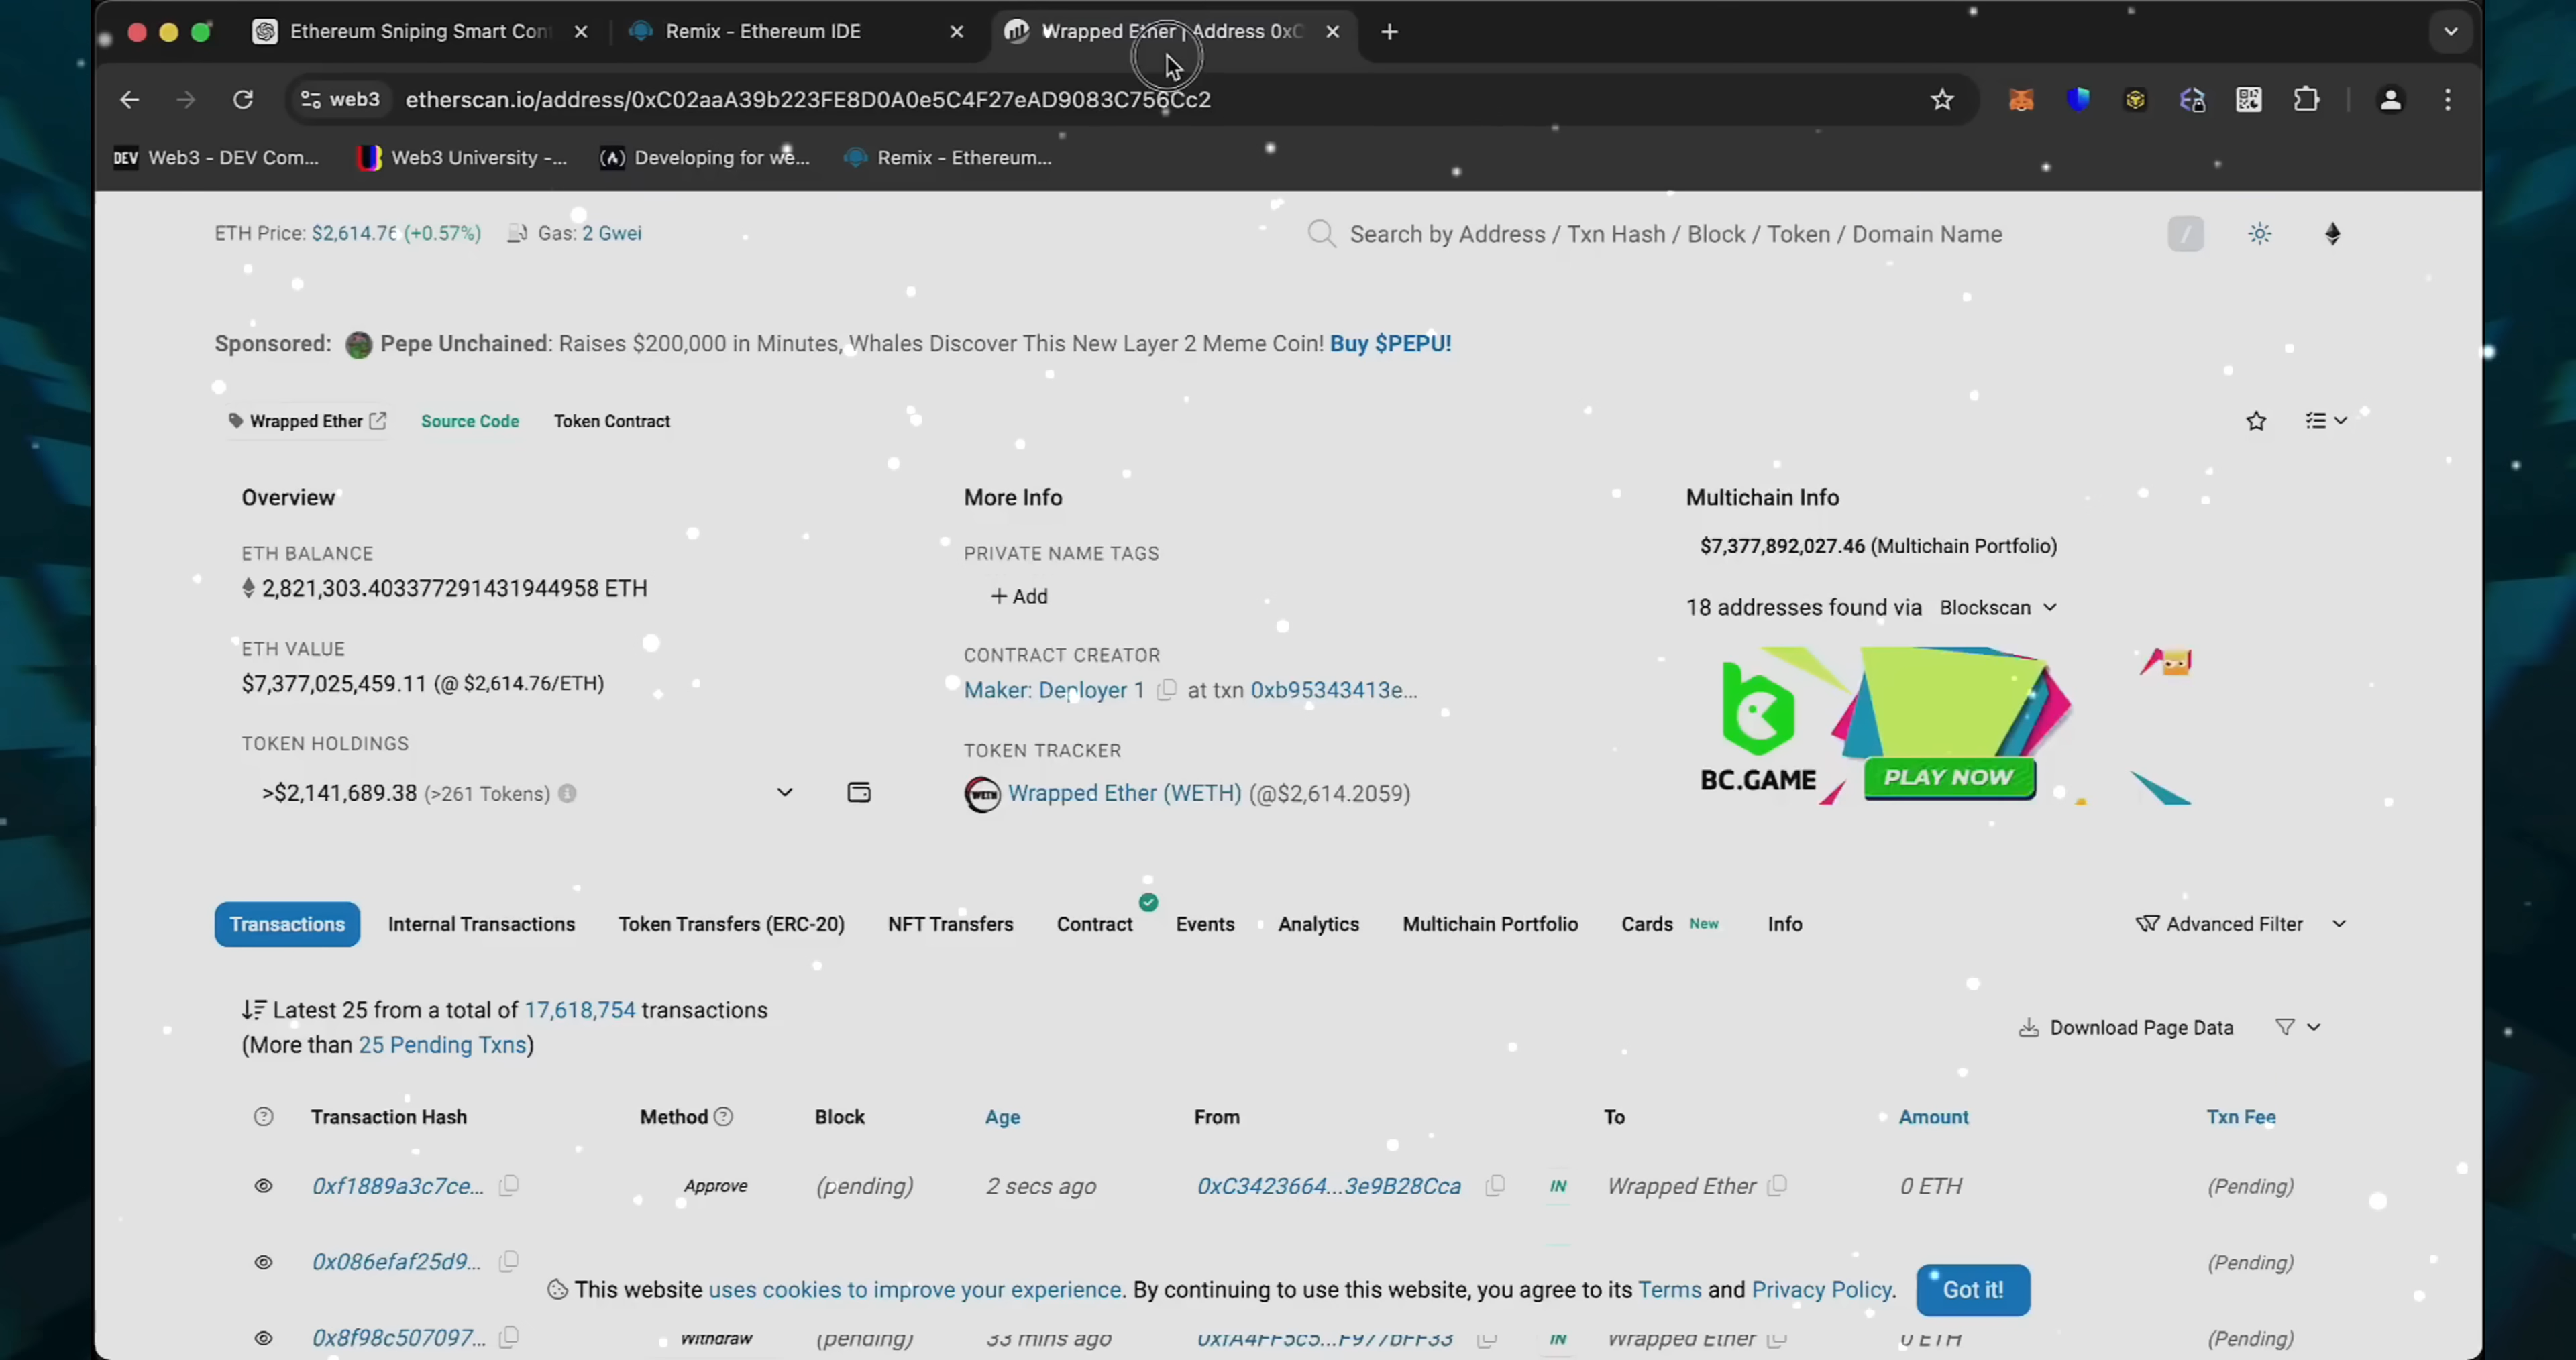 Ethereum Sniping Smart Con
Remix - Ethereum IDE
Wrapped Ether | Address 0xC
web3
etherscan.io/address/0xC02aaA39b223FE8D0A0e5C4F27eAD9083C756Cc2
DEV Web3 - DEV Com...
Web3 University -...
Developing for we...
Remix - Ethereum...
ETH Price: $2,614.76 (+0.57%) Gas: 2 Gwei
Search by Address / Txn Hash / Block / Token / Domain Name
/
Sponsored: Pepe Unchained: Raises $200,000 in Minutes, Whales Discover This New Layer 2 Meme Coin! Buy $PEPU!
Wrapped Ether Source Code Token Contract
Overview
ETH BALANCE
2,821,303.403377291431944958 ETH
ETH VALUE
$7,377,025,459.11 (@ $2,614.76/ETH)
TOKEN HOLDINGS
>$2,141,689.38 (>261 Tokens)
More Info
PRIVATE NAME TAGS
+ Add
CONTRACT CREATOR
Maker: Deployer 1 at txn 0xb95343413e...
TOKEN TRACKER
WETH Wrapped Ether (WETH) (@$2,614.2059)
Multichain Info
$7,377,892,027.46 (Multichain Portfolio)
18 addresses found via Blockscan
BC.GAME
PLAY NOW
Transactions Internal Transactions Token Transfers (ERC-20) NFT Transfers Contract Events Analytics Multichain Portfolio Cards New Info
Advanced Filter
Latest 25 from a total of 17,618,754 transactions
(More than 25 Pending Txns)
Download Page Data
Transaction Hash Method Block Age From To Amount Txn Fee
0xf1889a3c7ce... Approve (pending) 2 secs ago 0xC3423664...3e9B28Cca IN Wrapped Ether 0 ETH (Pending)
0x086efaf25d9... (Pending)
This website uses cookies to improve your experience. By continuing to use this website, you agree to its Terms and Privacy Policy. Got it!
0x8f98c507097... Withdraw (pending) 33 mins ago 0xfA4FF5c5...F977bFF33 IN Wrapped Ether 0 ETH (Pending)